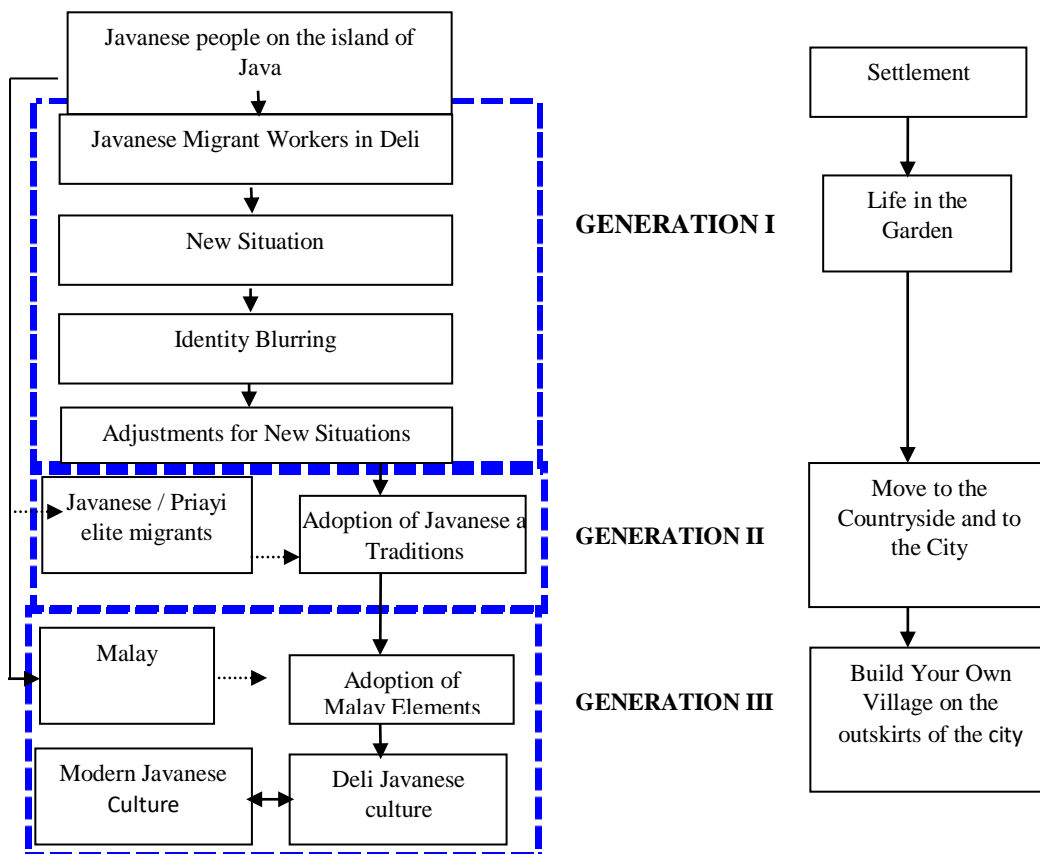 Javanese people on the island of
Java
Javanese Migrant Workers in Deli
New Situation
Identity Blurring
Adjustments for New Situations
Javanese / Priayi
elite migrants
Adoption of Javanese a
Traditions
Malay
Adoption of
Malay Elements
Modern Javanese
Culture
Deli Javanese
culture
GENERATION I
GENERATION II
GENERATION III
Settlement
Life in the
Garden
Move to the
Countryside and to
the City
Build Your Own
Village on the
outskirts of the city